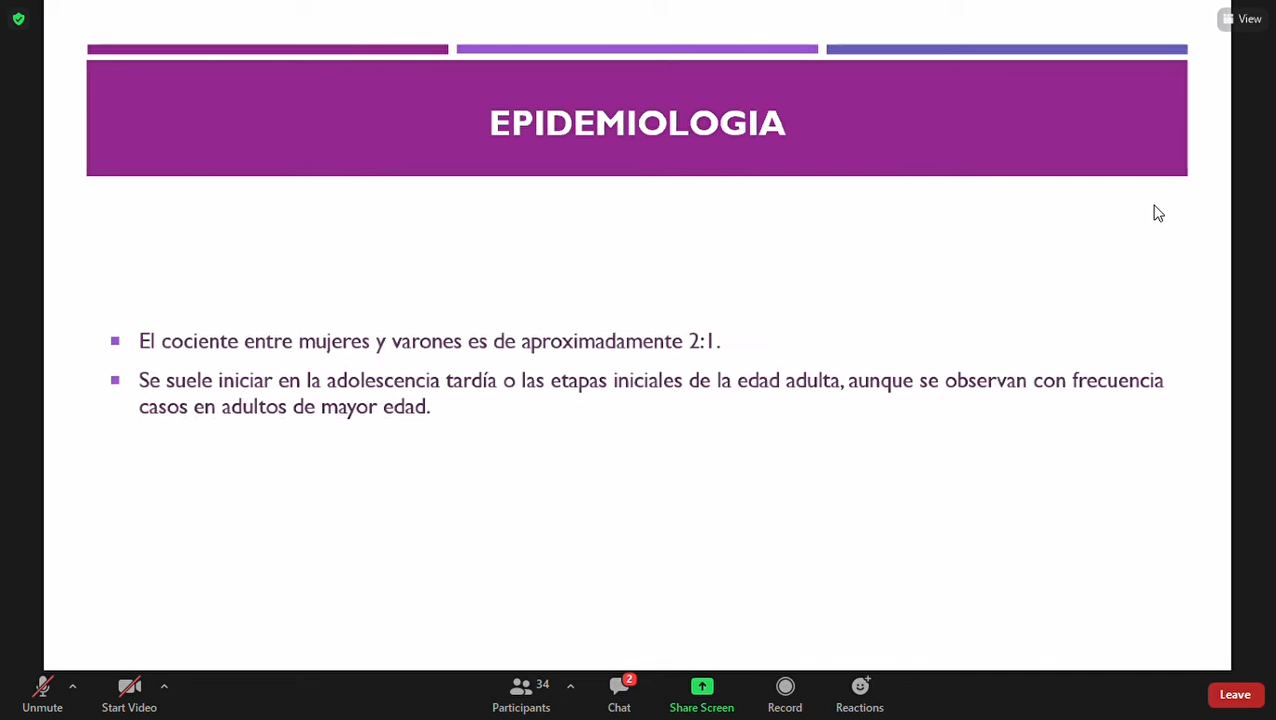 View
EPIDEMIOLOGIA
El cociente entre mujeres y varones es de aproximadamente 2:1.
Se suele iniciar en la adolescencia tardía o las etapas iniciales de la edad adulta, aunque se observan con frecuencia
casos en adultos de mayor edad.
34
2
Unmute
Start Video
Participants
Chat
Share Screen
Record
Reactions
Leave